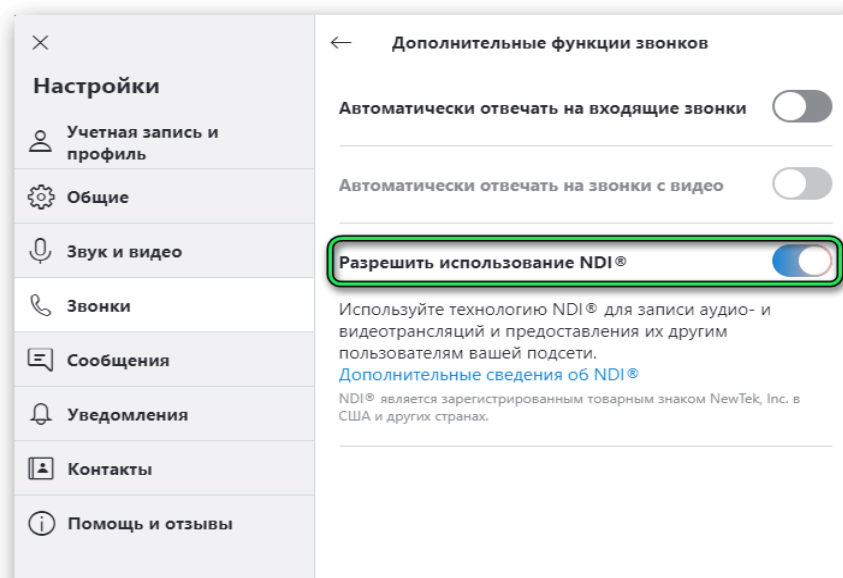 Настройки
Учетная запись и
профиль
Общие
Звук и видео
Звонки
Сообщения
Уведомления
Контакты
Помощь и отзывы
Дополнительные функции звонков
Автоматически отвечать на входящие звонки
Автоматически отвечать на звонки с видео
Разрешить использование NDI®
Используйте технологию NDI® для записи аудио- и
видеотрансляций и предоставления их другим
пользователям вашей подсети.
Дополнительные сведения об NDI®
NDI® является зарегистрированным товарным знаком NewTek, Inc. в
США и других странах.